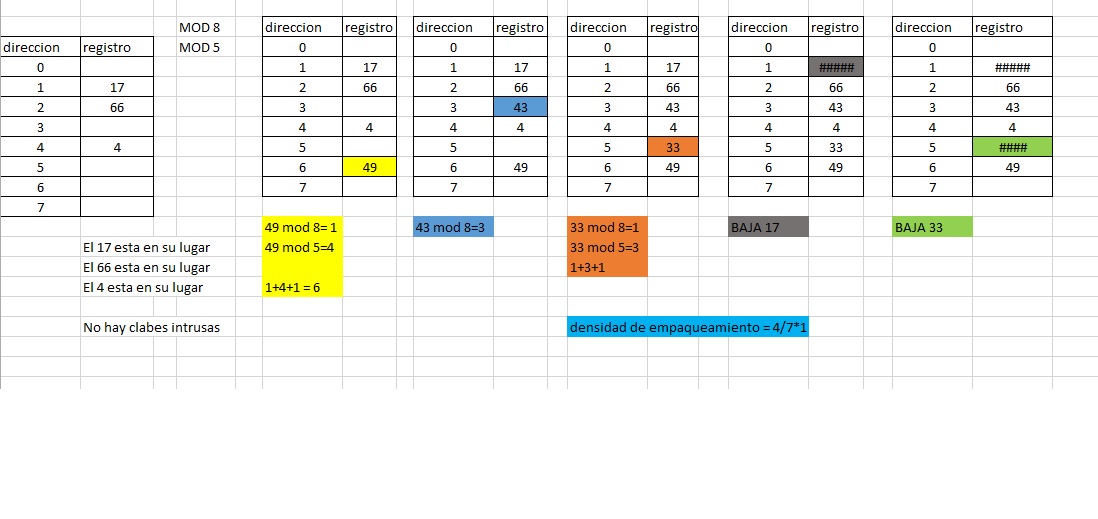 MOD 8 direccion registro direccion registro direccion registro direccion registro direccion registro
direccion registro MOD 5 0 0 0 0 0
0 1 17 1 17 1 17 1 ##### 1 #####
1 17 2 66 2 66 2 66 2 66 2 66
2 66 3 3 43 3 43 3 43 3 43
3 4 4 4 4 4 4 4 4 4 4
4 4 5 5 5 33 5 33 5 ####
5 6 49 6 49 6 49 6 49 6 49
6 7 7 7 7 7
7
49 mod 8= 1 43 mod 8=3 33 mod 8=1 BAJA 17 BAJA 33
El 17 esta en su lugar 49 mod 5=4 33 mod 5=3
El 66 esta en su lugar 1+3+1
El 4 esta en su lugar 1+4+1 = 6
No hay clabes intrusas densidad de empaqueamiento = 4/7*1